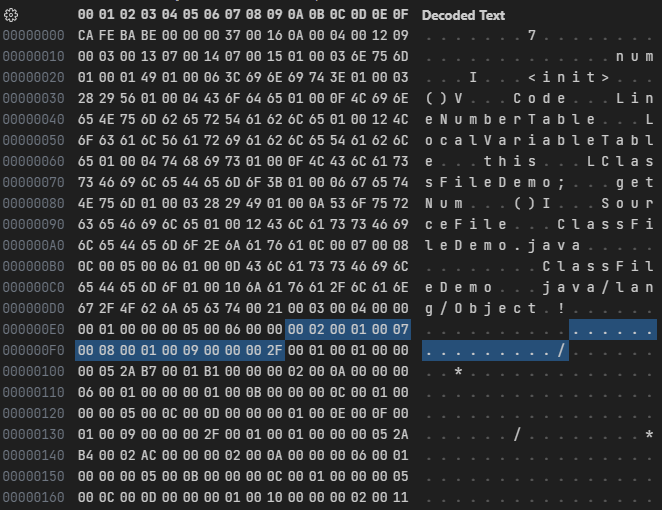 00 01 02 03 04 05 06 07 08 09 0A 0B 0C 0D 0E 0F Decoded Text
00000000 CA FE BA BE 00 00 00 37 00 16 0A 00 04 00 12 09 . . . . . . . 7 . . . . . . . .
00000010 00 03 00 13 07 00 14 07 00 15 01 00 03 6E 75 6D . . . . . . . . . . . . . n u m
00000020 01 00 01 49 01 00 06 3C 69 6E 69 74 3E 01 00 03 . . . I . . . < i n i t > . . .
00000030 28 29 56 01 00 04 43 6F 64 65 01 00 0F 4C 69 6E ( ) V . . . C o d e . . . L i n
00000040 65 4E 75 6D 62 65 72 54 61 62 6C 65 01 00 12 4C e N u m b e r T a b l e . . . L
00000050 6F 63 61 6C 56 61 72 69 61 62 6C 65 54 61 62 6C o c a l V a r i a b l e T a b l
00000060 65 01 00 04 74 68 69 73 01 00 0F 4C 43 6C 61 73 e . . . t h i s . . . L C l a s
00000070 73 46 69 6C 65 44 65 6D 6F 3B 01 00 06 67 65 74 s F i l e D e m o ; . . . g e t
00000080 4E 75 6D 01 00 03 28 29 49 01 00 0A 53 6F 75 72 N u m . . . ( ) I . . . S o u r
00000090 63 65 46 69 6C 65 01 00 12 43 6C 61 73 73 46 69 c e F i l e . . . C l a s s F i
000000A0 6C 65 44 65 6D 6F 2E 6A 61 76 61 0C 00 07 00 08 l e D e m o . j a v a . . . . .
000000B0 0C 00 05 00 06 01 00 0D 43 6C 61 73 73 46 69 6C . . . . . . . . C l a s s F i l
000000C0 65 44 65 6D 6F 01 00 10 6A 61 76 61 2F 6C 61 6E e D e m o . . . j a v a / l a n
000000D0 67 2F 4F 62 6A 65 63 74 00 21 00 03 00 04 00 00 g / O b j e c t . ! . . . . . .
000000E0 00 01 00 00 00 05 00 06 00 00 00 02 00 01 00 07 . . . . . . . . . . . . . . . .
000000F0 00 08 00 01 00 09 00 00 00 2F 00 01 00 01 00 00 . . . . . . . . . / . . . . . .
00000100 00 05 2A B7 00 01 B1 00 00 00 02 00 0A 00 00 00 . . * . . . . . . . . . . . . .
00000110 06 00 01 00 00 00 01 00 0B 00 00 00 0C 00 01 00 . . . . . . . . . . . . . . . .
00000120 00 00 05 00 0C 00 0D 00 00 00 01 00 0E 00 0F 00 . . . . . . . . . . . . . . . .
00000130 01 00 09 00 00 00 2F 00 01 00 01 00 00 00 05 2A . . . . . . / . . . . . . . . *
00000140 B4 00 02 AC 00 00 00 02 00 0A 00 00 00 06 00 01 . . . . . . . . . . . . . . . .
00000150 00 00 00 05 00 0B 00 00 00 0C 00 01 00 00 00 05 . . . . . . . . . . . . . . . .
00000160 00 0C 00 0D 00 00 00 01 00 10 00 00 00 02 00 11 . . . . . . . . . . . . . . . .